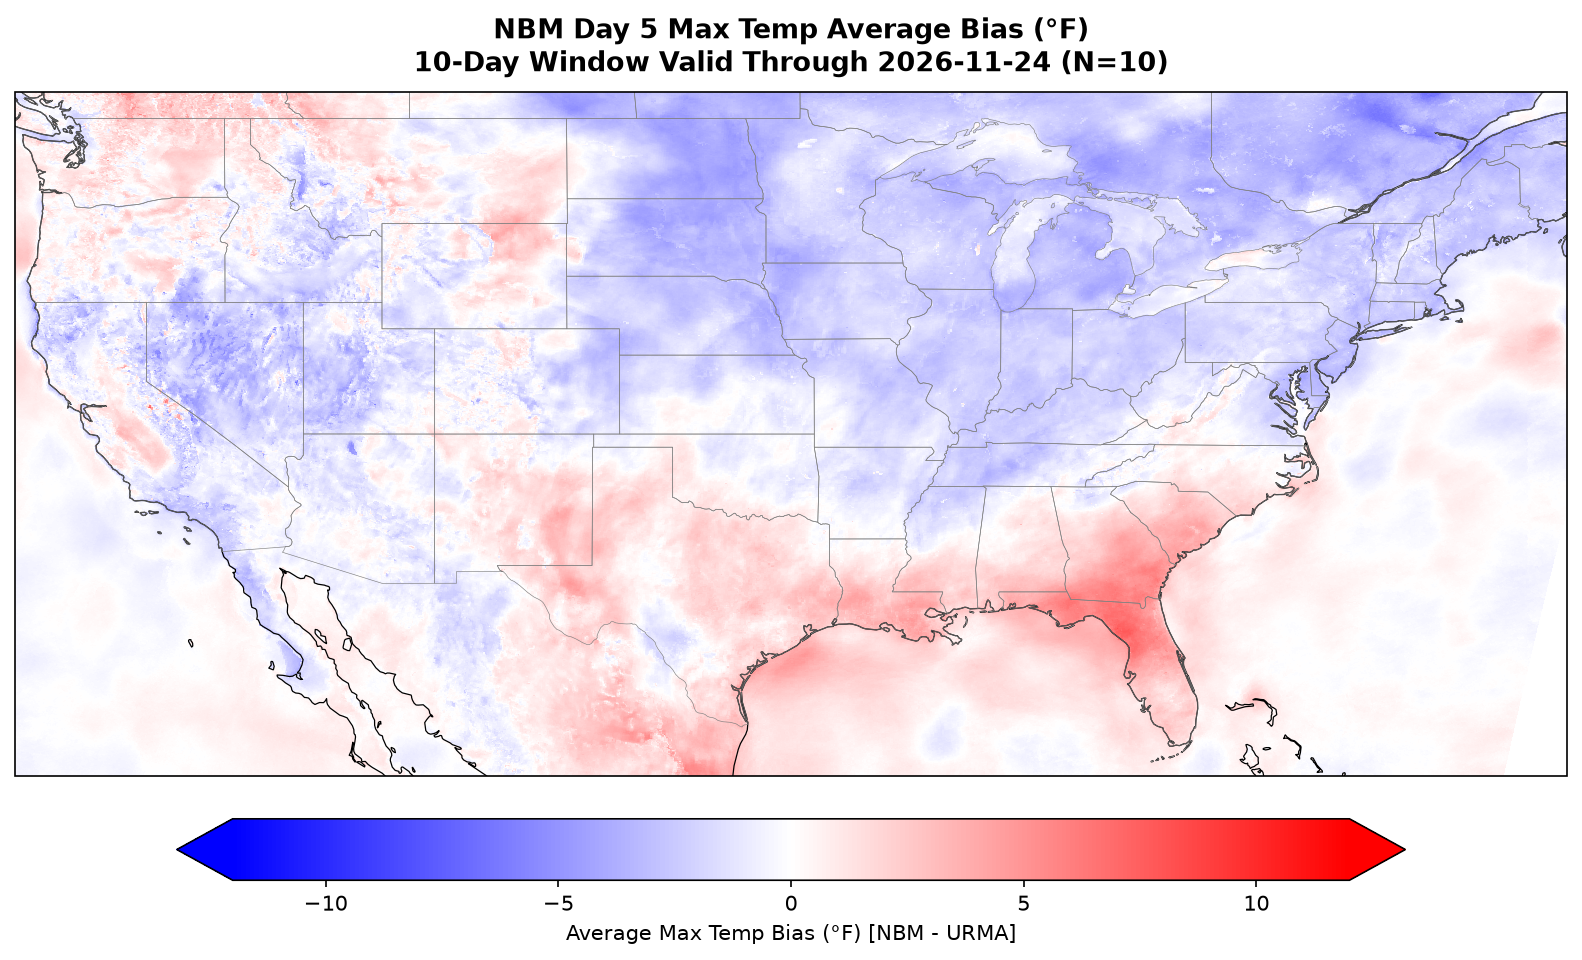 NBM Day 5 Max Temp Average Bias (°F)
10-Day Window Valid Through 2026-11-24 (N=10)
−10 −5 0 5 10
Average Max Temp Bias (°F) [NBM - URMA]